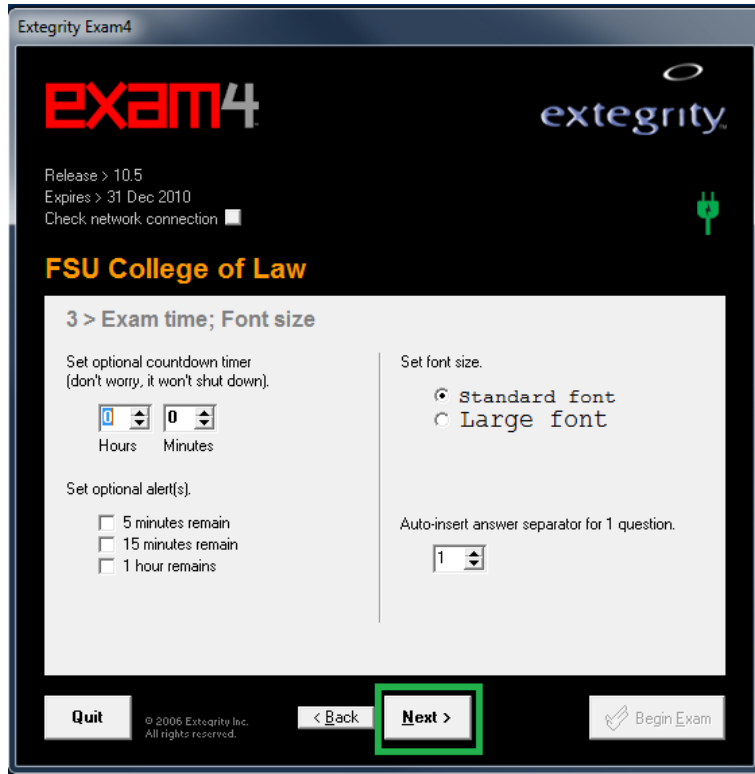 Extegrity Exam4
exam4
extegrity
Release > 10.5
Expires > 31 Dec 2010
Check network connection
FSU College of Law
3 > Exam time; Font size
Set optional countdown timer
(don't worry, it won't shut down).
0 0
Hours Minutes
Set optional alert(s).
5 minutes remain
15 minutes remain
1 hour remains
Set font size.
Standard font
Large font
Auto-insert answer separator for 1 question.
1
Quit
© 2006 Extegrity Inc.
All rights reserved.
< Back
Next >
Begin Exam